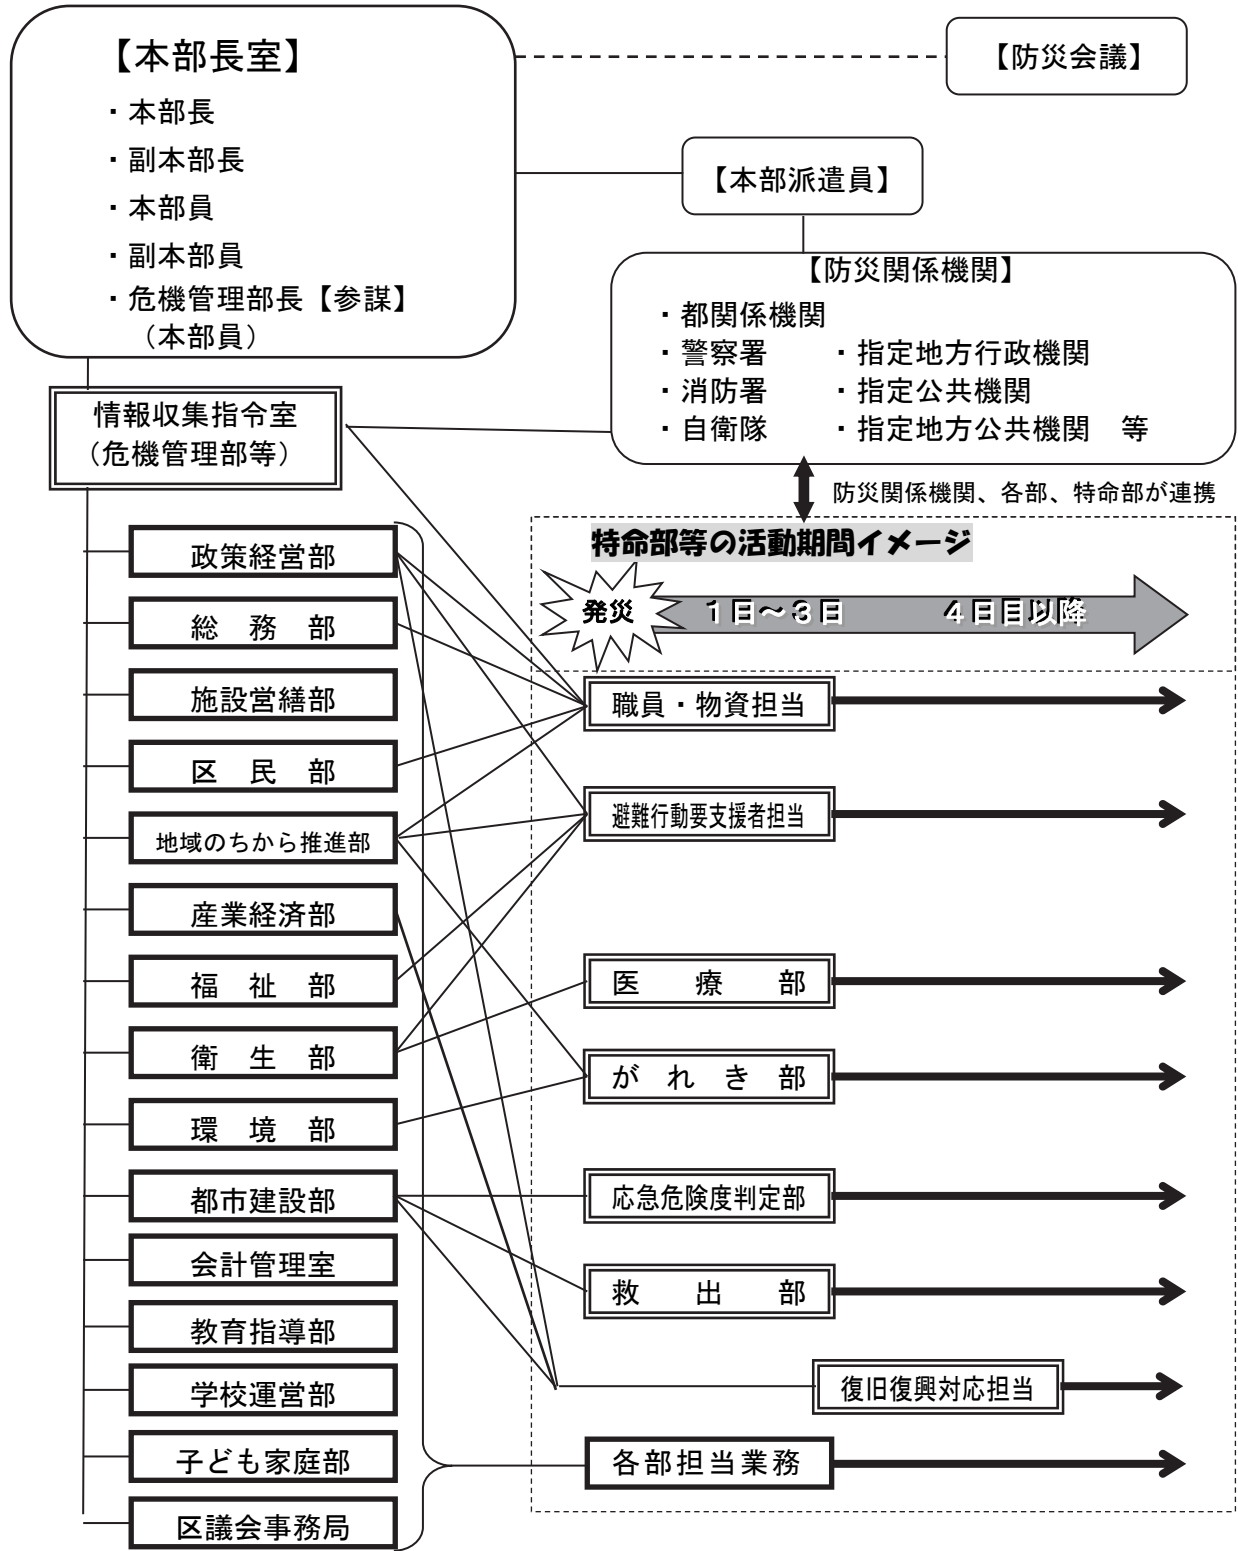 【本部長室】
・本部長
・副本部長
・本部員
・副本部員
・危機管理部長【参謀】
（本部員）
【防災会議】
【本部派遣員】
【防災関係機関】
・都関係機関
・警察署　・指定地方行政機関
・消防署　・指定公共機関
・自衛隊　・指定地方公共機関　等
情報収集指令室
（危機管理部等）
防災関係機関、各部、特命部が連携
特命部等の活動期間イメージ
発災　１日～３日　４日目以降
政策経営部
総　務　部
施設営繕部
区　民　部
地域のちから推進部
産業経済部
福　祉　部
衛　生　部
環　境　部
都市建設部
会計管理室
教育指導部
学校運営部
子ども家庭部
区議会事務局
職員・物資担当
避難行動要支援者担当
医　療　部
が　れ　き　部
応急危険度判定部
救　出　部
復旧復興対応担当
各部担当業務